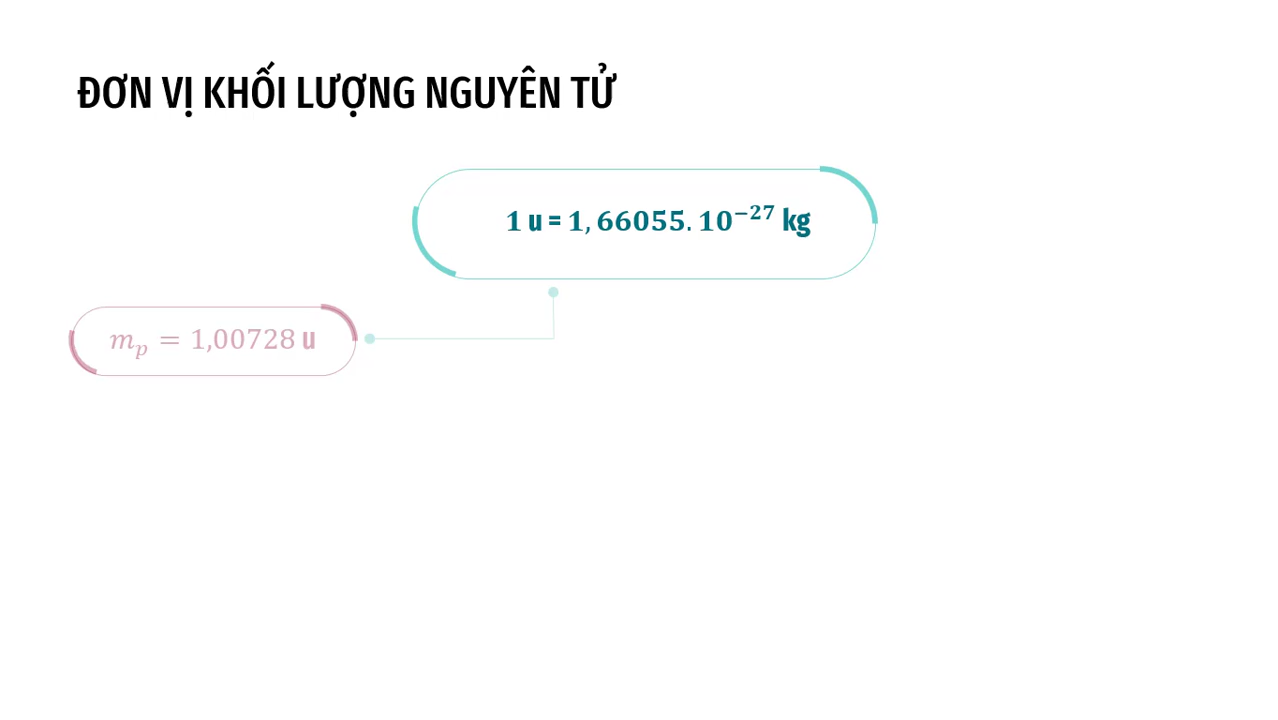 ĐƠN VỊ KHỐI LƯỢNG NGUYÊN TỬ
1 u = 1, 66055. 10⁻²⁷ kg
mₚ = 1,00728 u